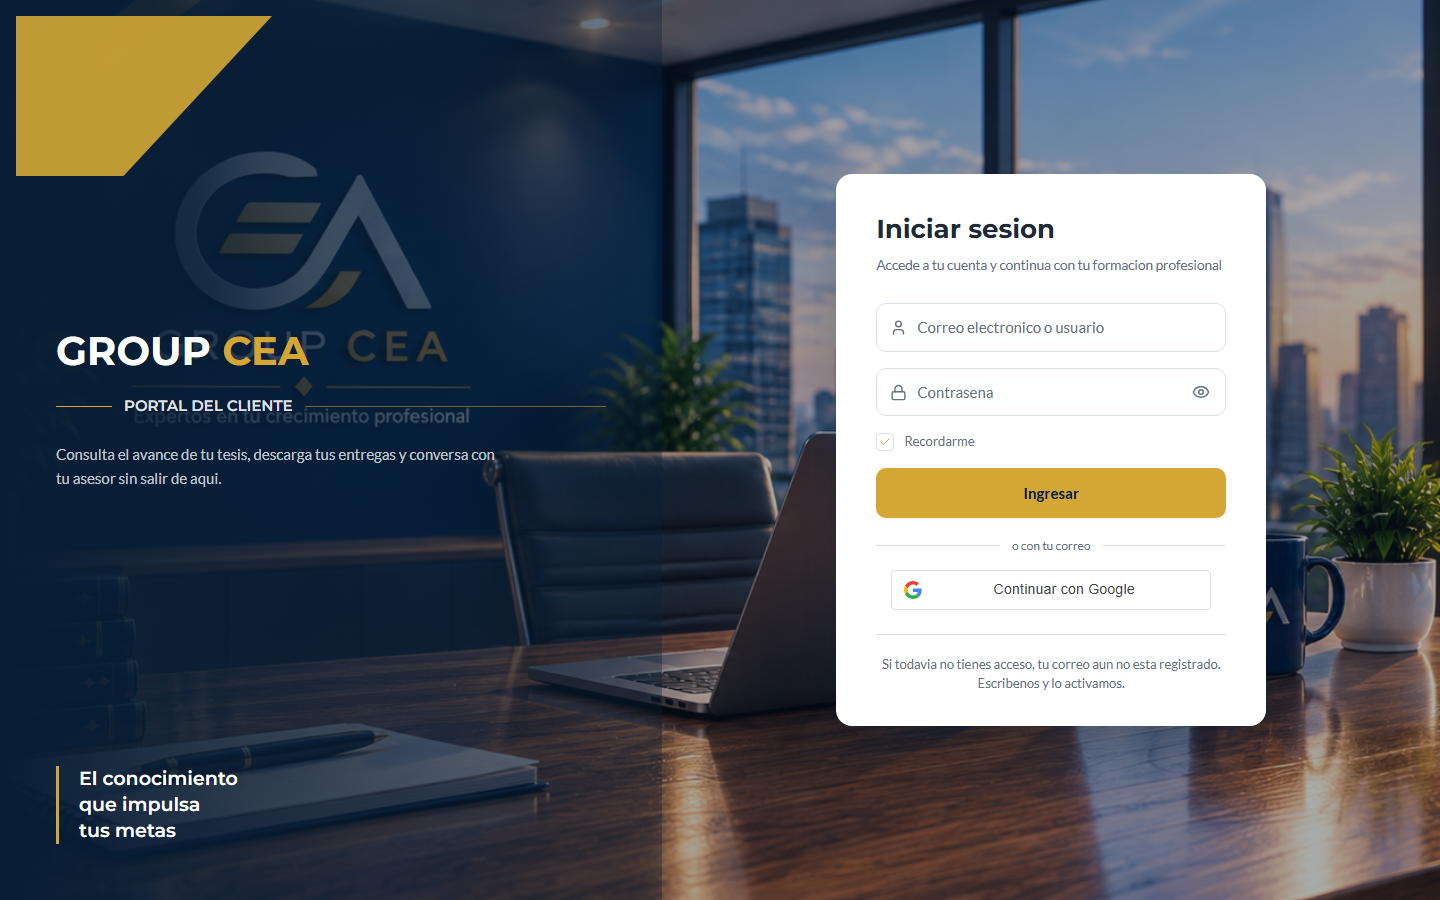 GROUP CEA
Expertos en tu crecimiento profesional
GROUP CEA
PORTAL DEL CLIENTE
Consulta el avance de tu tesis, descarga tus entregas y conversa con
tu asesor sin salir de aqui.
El conocimiento
que impulsa
tus metas
Iniciar sesion
Accede a tu cuenta y continua con tu formacion profesional
Correo electronico o usuario
Contrasena
Recordarme
Ingresar
o con tu correo
Continuar con Google
Si todavia no tienes acceso, tu correo aun no esta registrado.
Escribenos y lo activamos.